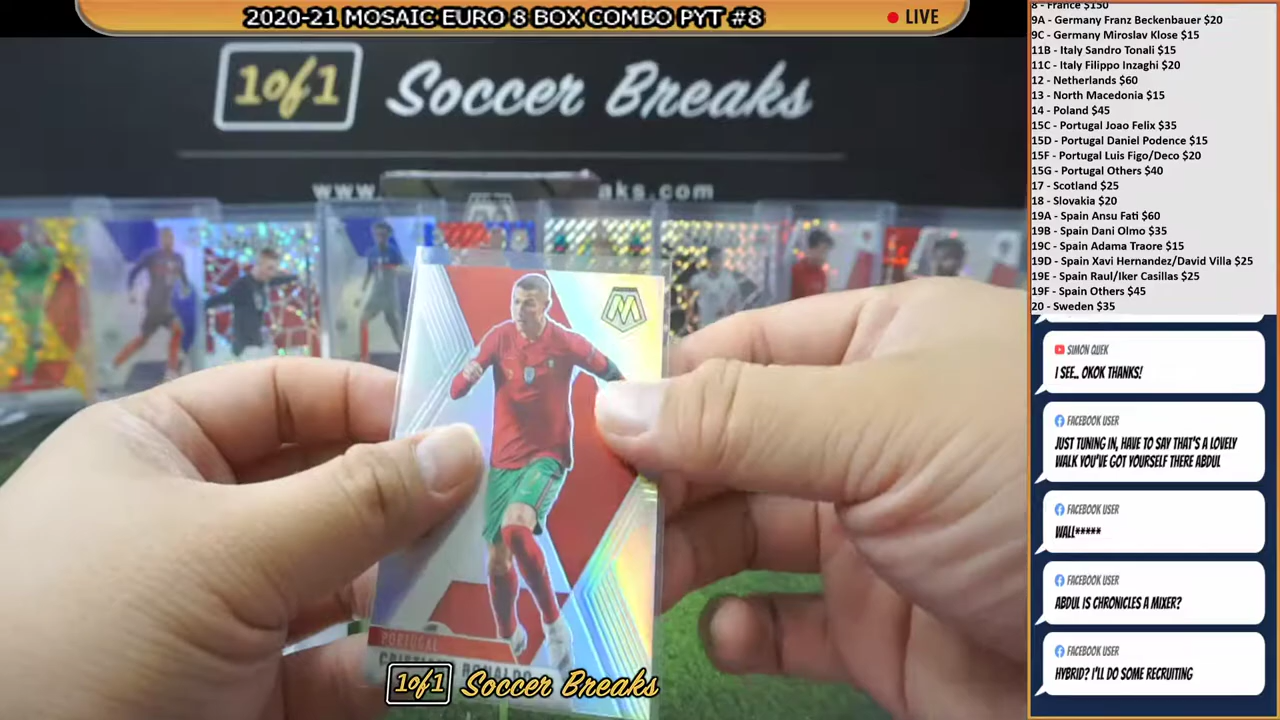 2020-21 MOSAIC EURO 8 BOX COMBO PYT #8
LIVE
1of1 Soccer Breaks
www. aks.com
PORTUGAL
1of1 Soccer Breaks
8 - France $150
9A - Germany Franz Beckenbauer $20
9C - Germany Miroslav Klose $15
11B - Italy Sandro Tonali $15
11C - Italy Filippo Inzaghi $20
12 - Netherlands $60
13 - North Macedonia $15
14 - Poland $45
15C - Portugal Joao Felix $35
15D - Portugal Daniel Podence $15
15F - Portugal Luis Figo/Deco $20
15G - Portugal Others $40
17 - Scotland $25
18 - Slovakia $20
19A - Spain Ansu Fati $60
19B - Spain Dani Olmo $35
19C - Spain Adama Traore $15
19D - Spain Xavi Hernandez/David Villa $25
19E - Spain Raul/Iker Casillas $25
19F - Spain Others $45
20 - Sweden $35
SIMON QUEK
I SEE.. OKOK THANKS!
FACEBOOK USER
JUST TUNING IN, HAVE TO SAY THAT'S A LOVELY
WALK YOU'VE GOT YOURSELF THERE ABDUL
FACEBOOK USER
WALL*****
FACEBOOK USER
ABDUL IS CHRONICLES A MIXER?
FACEBOOK USER
HYBRID? I'LL DO SOME RECRUITING